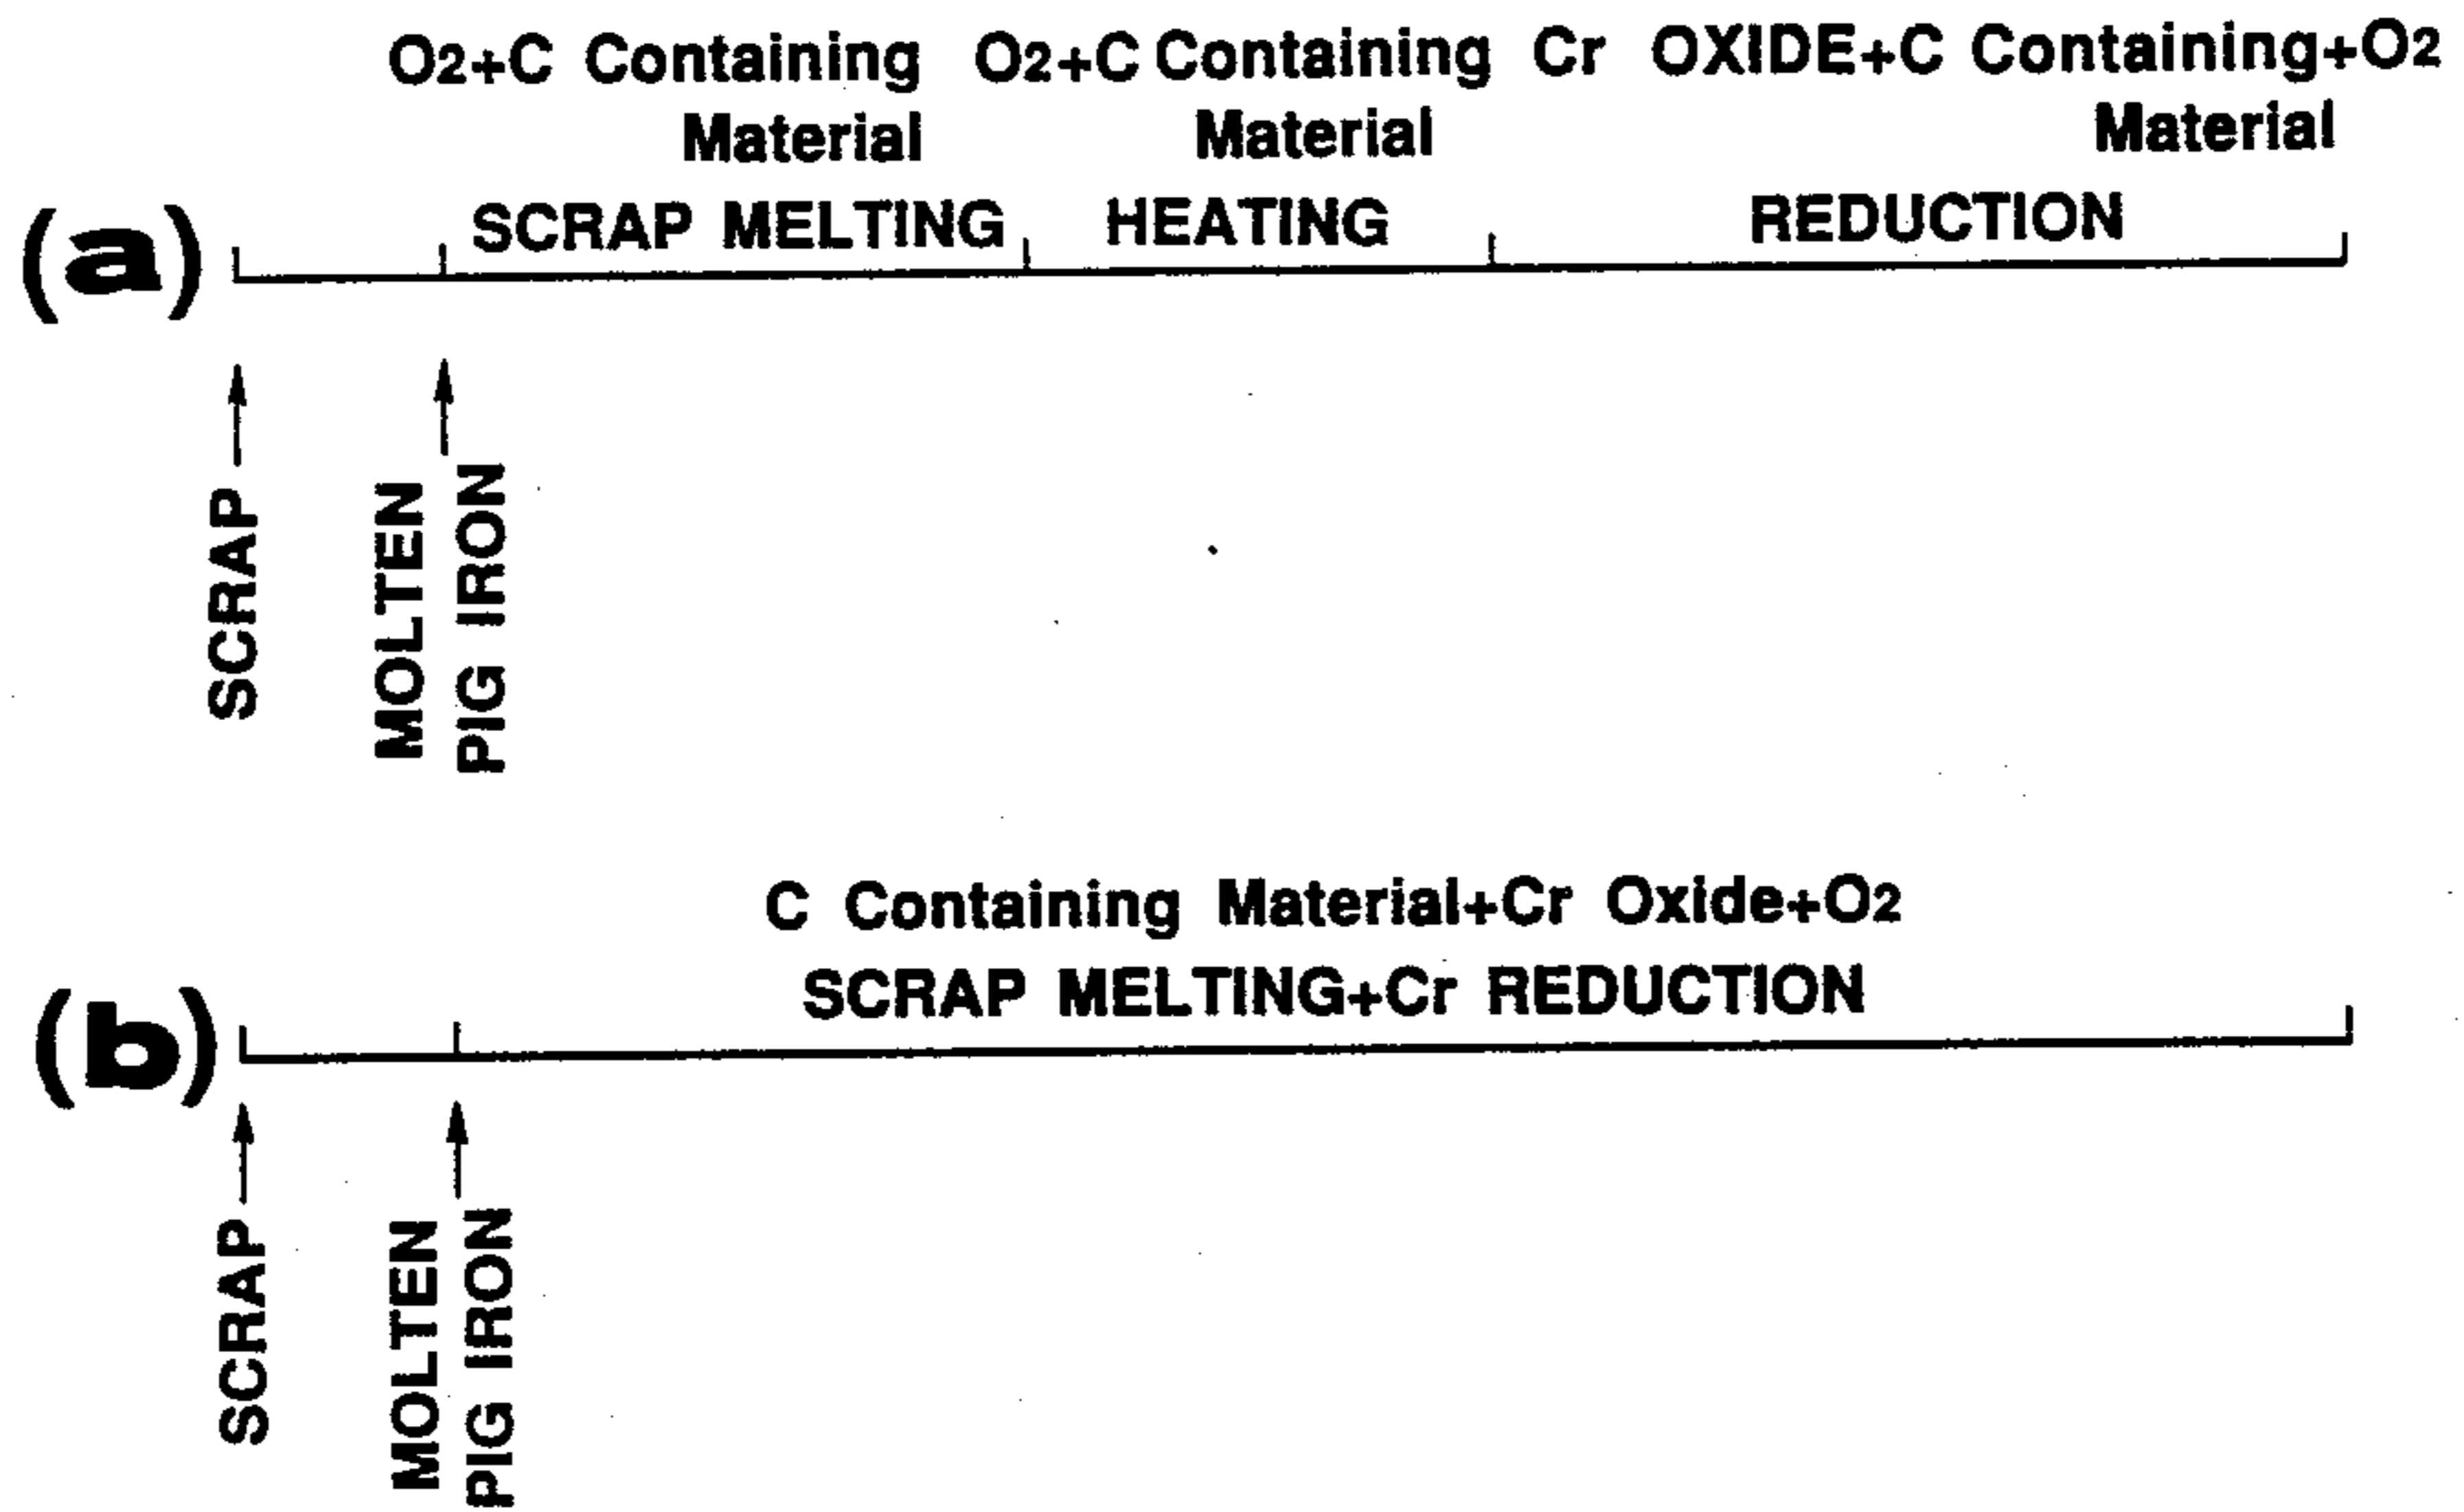 O2+C Containing Material
O2+C Containing Material
Cr OXIDE+C Containing+O2 Material
(a)
SCRAP MELTING
HEATING
REDUCTION
SCRAP
MOLTEN
PIG IRON
C Containing Material+Cr Oxide+O2
SCRAP MELTING+Cr REDUCTION
(b)
SCRAP
MOLTEN
PIG IRON